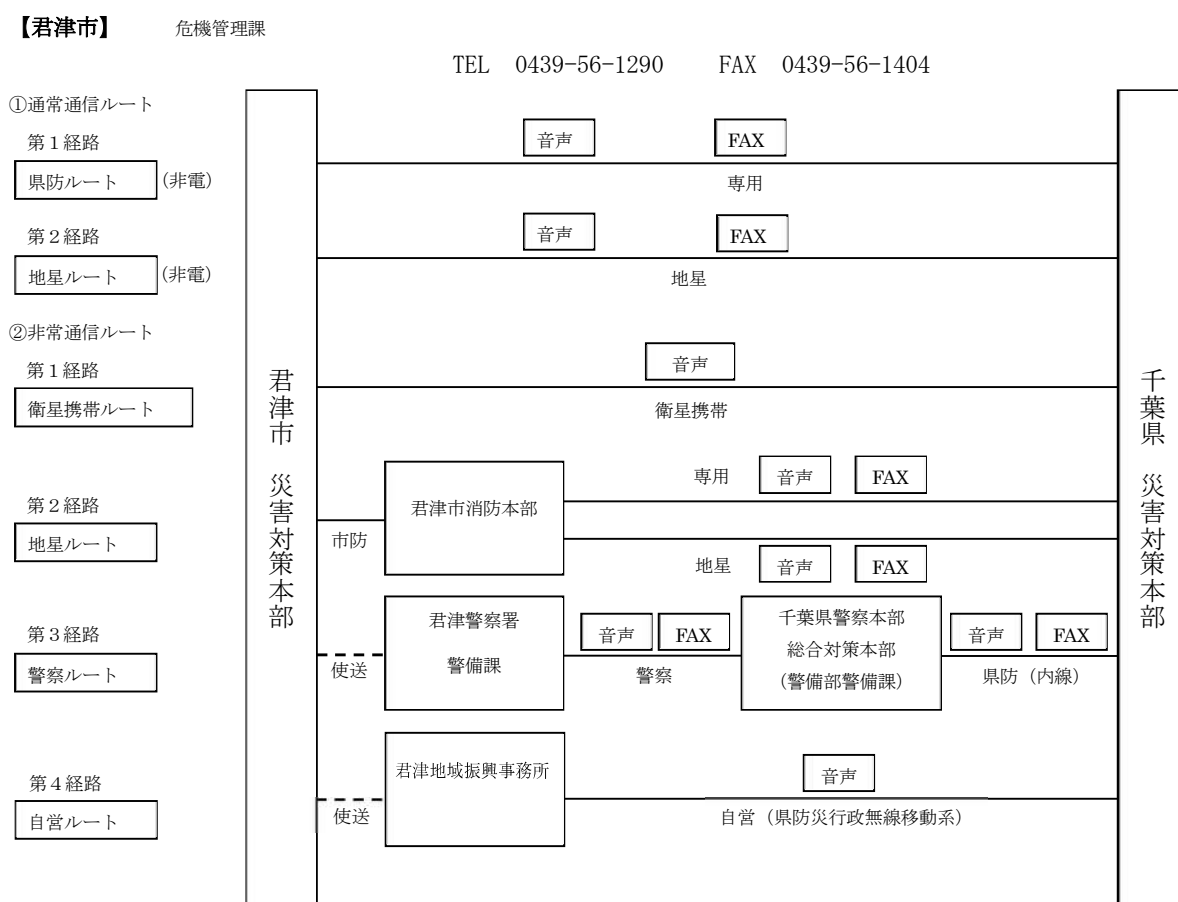 【君津市】 危機管理課
TEL 0439-56-1290 FAX 0439-56-1404
①通常通信ルート
第1経路
県防ルート (非電)
音声 FAX
専用
第2経路
地星ルート (非電)
音声 FAX
地星
②非常通信ルート
第1経路
衛星携帯ルート
音声
衛星携帯
君津市 災害対策本部
千葉県 災害対策本部
第2経路
地星ルート
市防
君津市消防本部
専用 音声 FAX
地星 音声 FAX
第3経路
警察ルート
使送
君津警察署
警備課
音声 FAX
警察
千葉県警察本部
総合対策本部
(警備部警備課)
音声 FAX
県防(内線)
第4経路
自営ルート
使送
君津地域振興事務所
音声
自営(県防災行政無線移動系)